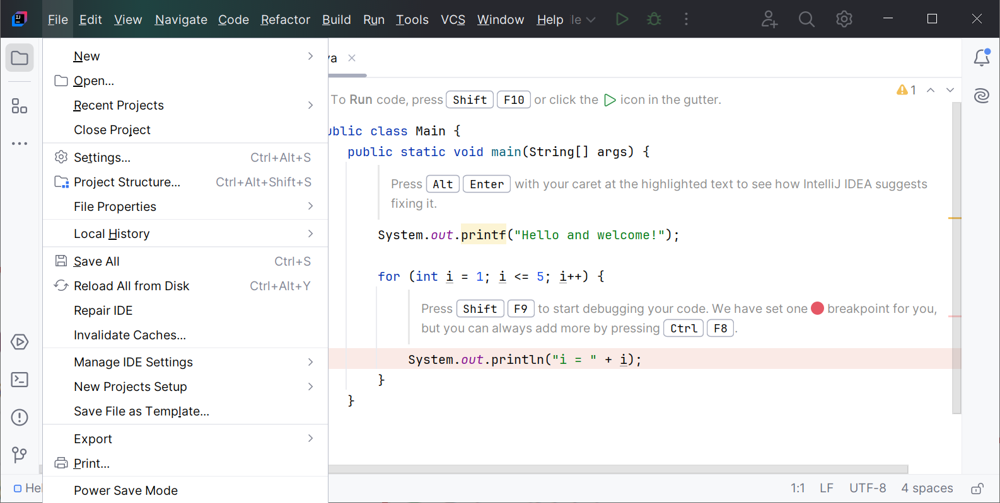 File Edit View Navigate Code Refactor Build Run Tools VCS Window Help le
New
Open...
Recent Projects
Close Project
Settings... Ctrl+Alt+S
Project Structure... Ctrl+Alt+Shift+S
File Properties
Local History
Save All Ctrl+S
Reload All from Disk Ctrl+Alt+Y
Repair IDE
Invalidate Caches...
Manage IDE Settings
New Projects Setup
Save File as Template...
Export
Print...
Power Save Mode
va
1
To Run code, press Shift F10 or click the icon in the gutter.
ublic class Main {
public static void main(String[] args) {
Press Alt Enter with your caret at the highlighted text to see how IntelliJ IDEA suggests
fixing it.
System.out.printf("Hello and welcome!");
for (int i = 1; i <= 5; i++) {
Press Shift F9 to start debugging your code. We have set one breakpoint for you,
but you can always add more by pressing Ctrl F8.
System.out.println("i = " + i);
}
}
Hel
1:1 LF UTF-8 4 spaces